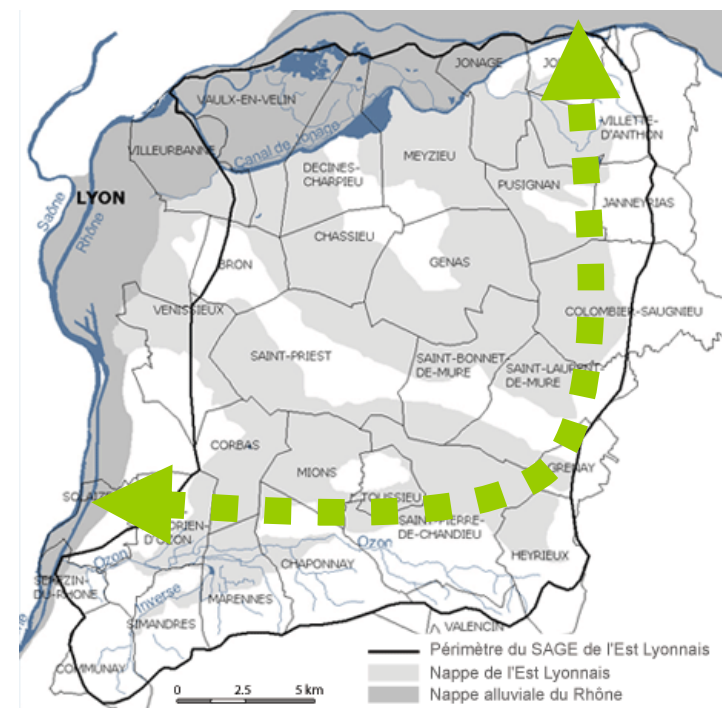 JONAGE
JO
VAULX-EN-VELIN
VILLETTE-
D'ANTHON
Canal de Jonage
VILLEURBANNE
MEYZIEU
DECINES-
CHARPIEU
PUSIGNAN
LYON
JANNEYRIAS
Saône
Rhône
CHASSIEU
BRON
GENAS
VENISSIEUX
COLOMBIER-SAUGNIEU
SAINT-PRIEST
SAINT-BONNET-
DE-MURE
SAINT-LAURENT-
DE-MURE
CORBAS
MIONS
GRENAY
SOLAIZE
TOUSSIEU
ORIEN-
D'OZON
SAINT-PIERRE-
DE-CHANDIEU
Ozon
Ozon
HEYRIEUX
CHAPONNAY
SEREZIN-
DU-RHONE
Inverse
MARENNES
SIMANDRES
VALENCIN
COMMUNAY
Périmètre du SAGE de l'Est Lyonnais
Nappe de l'Est Lyonnais
Nappe alluviale du Rhône
0 2.5 5 km